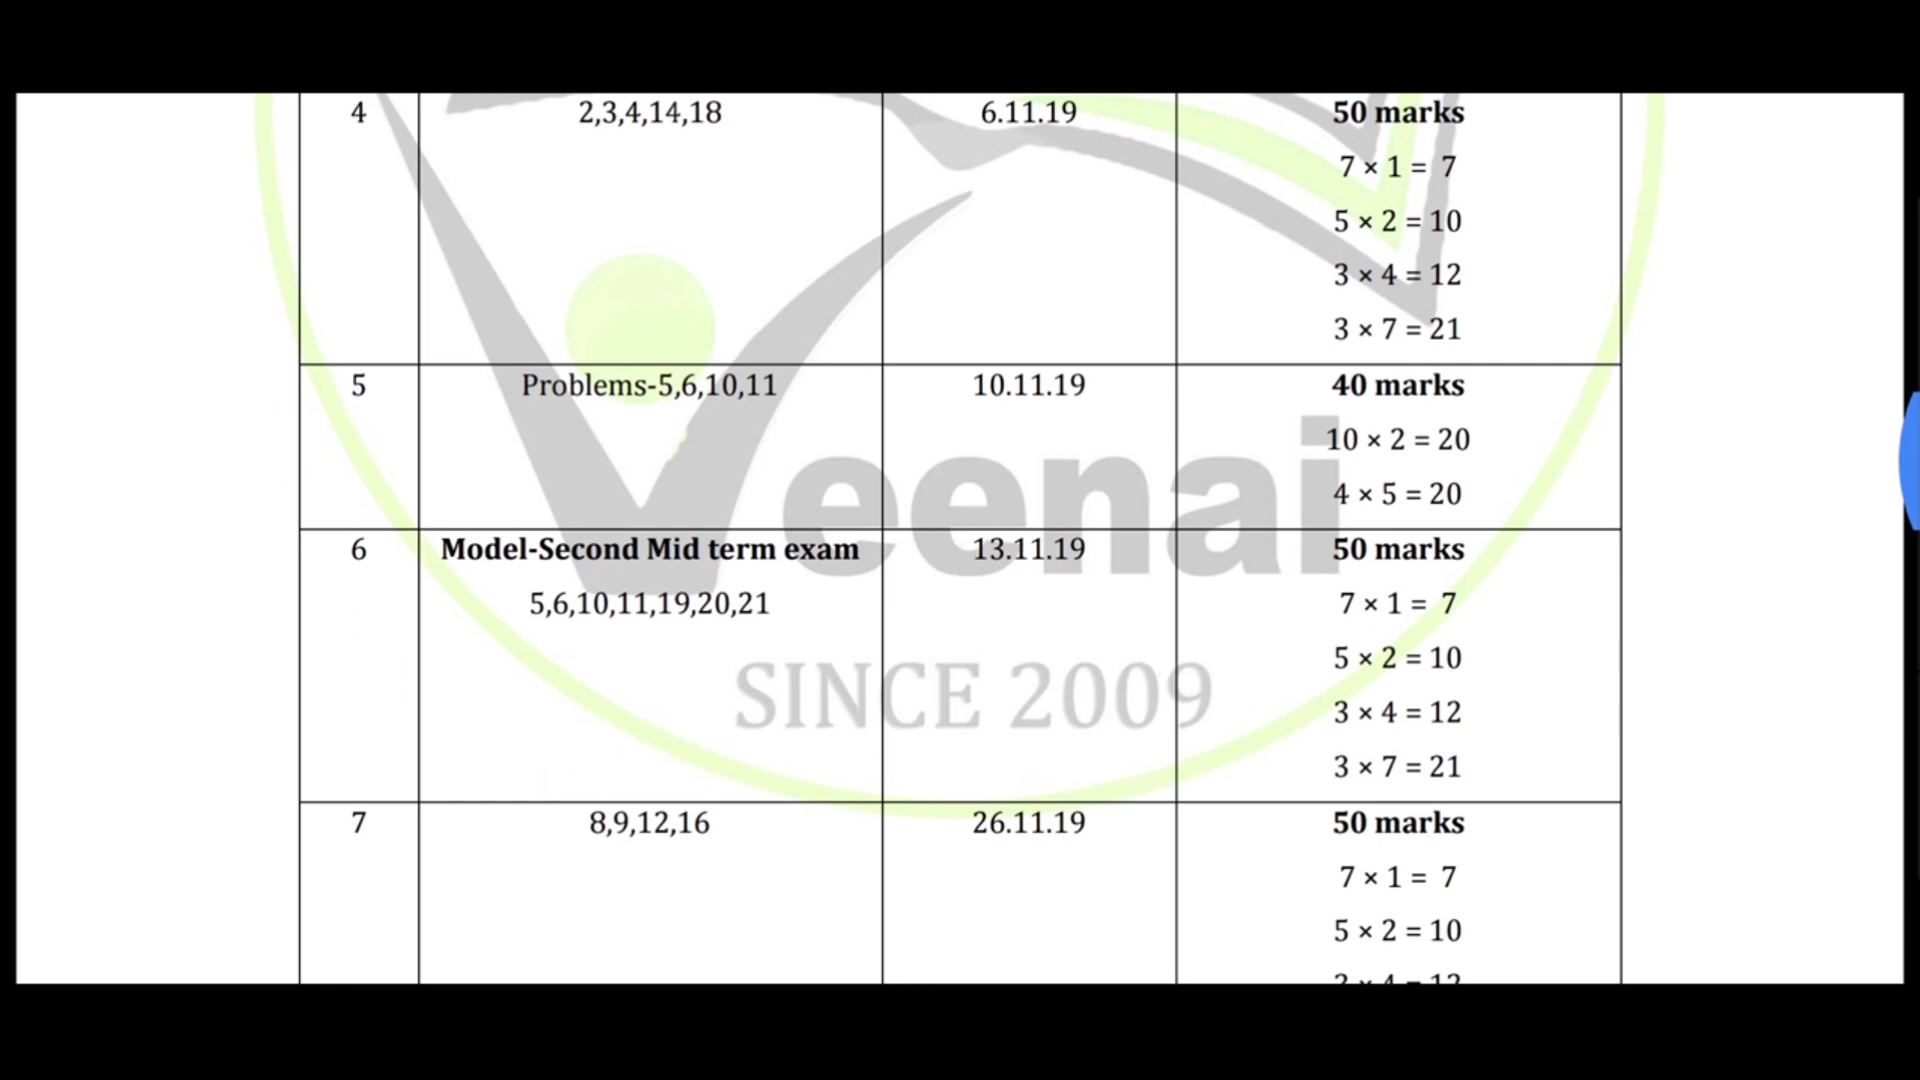 4 2,3,4,14,18 6.11.19 50 marks
7 × 1 = 7
5 × 2 = 10
3 × 4 = 12
3 × 7 = 21
5 Problems-5,6,10,11 10.11.19 40 marks
10 × 2 = 20
4 × 5 = 20
6 Model-Second Mid term exam 13.11.19 50 marks
5,6,10,11,19,20,21 7 × 1 = 7
5 × 2 = 10
3 × 4 = 12
3 × 7 = 21
7 8,9,12,16 26.11.19 50 marks
7 × 1 = 7
5 × 2 = 10
Veenai
SINCE 2009